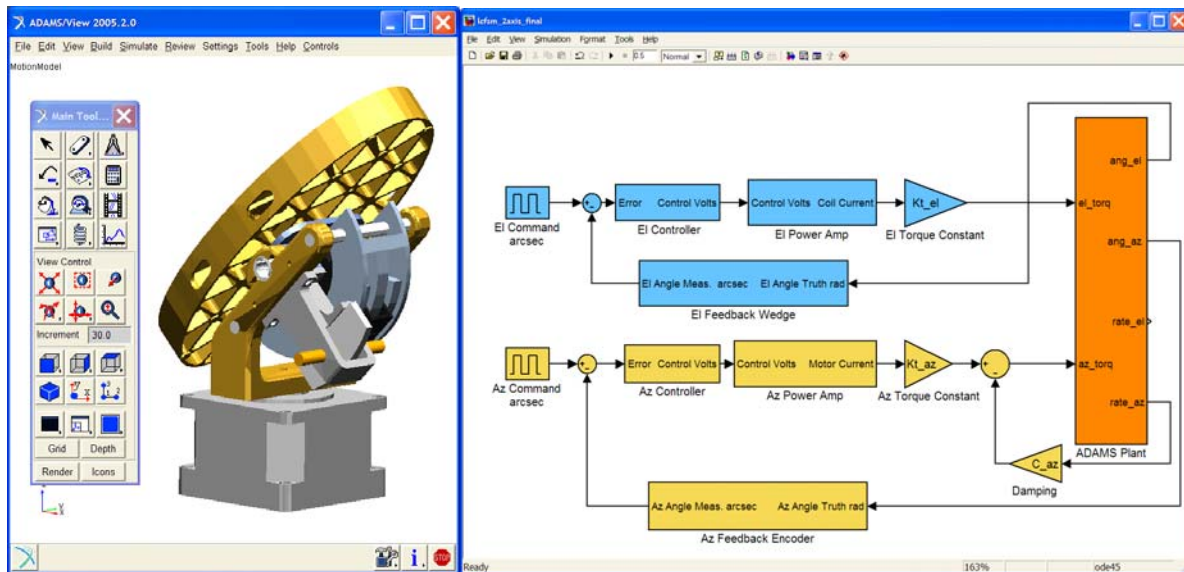 ADAMS/View 2005.2.0
File Edit View Build Simulate Review Settings Tools Help Controls
MotionModel
Main Tool...
View Control
Increment 30.0
Grid Depth
Render Icons
lcfsm_2axis_final
File Edit View Simulation Format Tools Help
0.5 Normal
ang_el
El Command
arcsec
Error Control Volts
El Controller
Control Volts Coil Current
El Power Amp
Kt_el
El Torque Constant
el_torq
ang_az
El Angle Meas. arcsec El Angle Truth rad
El Feedback Wedge
rate_el
Az Command
arcsec
Error Control Volts
Az Controller
Control Volts Motor Current
Az Power Amp
Kt_az
Az Torque Constant
az_torq
rate_az
ADAMS Plant
C_az
Damping
Az Angle Meas. arcsec Az Angle Truth rad
Az Feedback Encoder
STOP
Ready 163% ode45